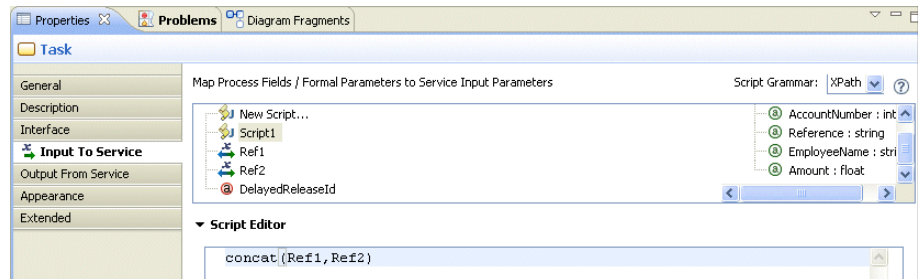 Properties Problems Diagram Fragments
Task
General
Description
Interface
Input To Service
Output From Service
Appearance
Extended
Map Process Fields / Formal Parameters to Service Input Parameters Script Grammar: XPath
New Script...
Script1
Ref1
Ref2
DelayedReleaseId
AccountNumber : int
Reference : string
EmployeeName : stri
Amount : float
Script Editor
concat(Ref1,Ref2)